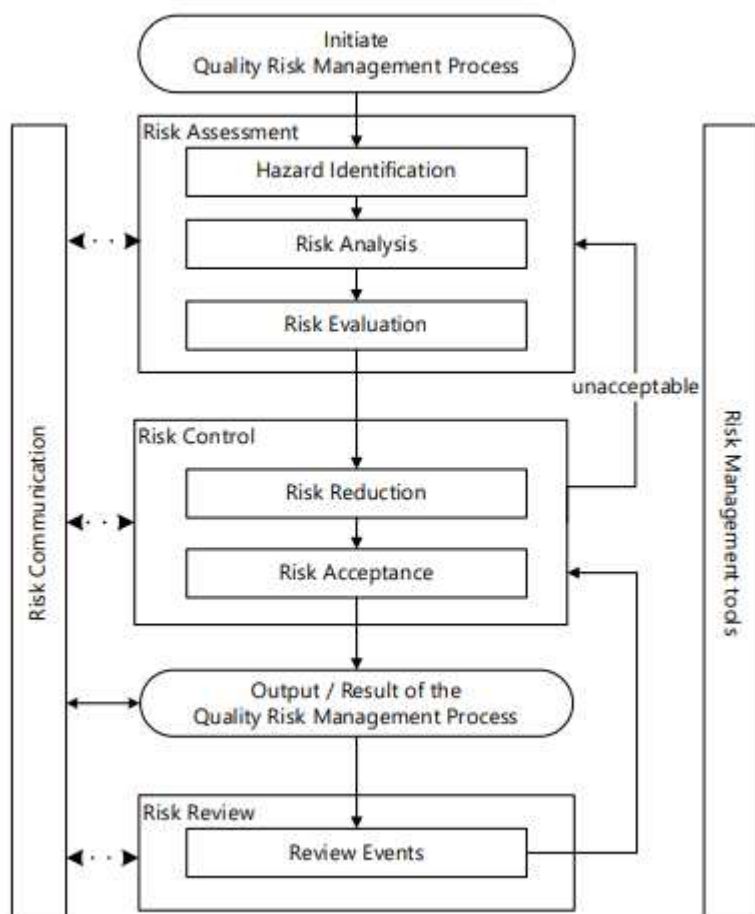 Initiate
Quality Risk Management Process
Risk Assessment
Hazard Identification
Risk Analysis
Risk Evaluation
unacceptable
Risk Control
Risk Reduction
Risk Acceptance
Output / Result of the
Quality Risk Management Process
Risk Review
Review Events
Risk Communication
Risk Management tools